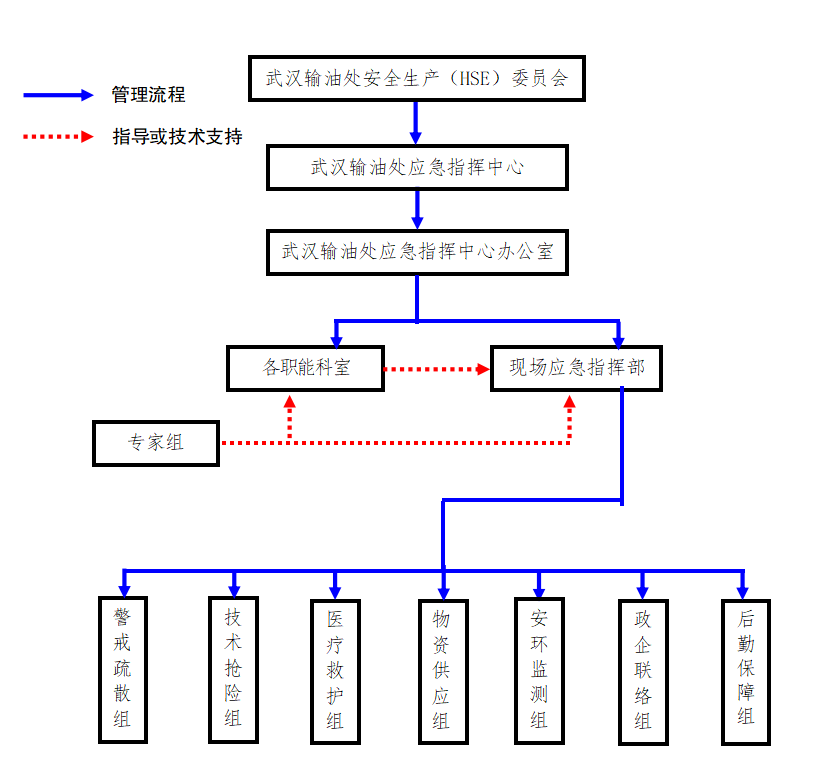 武汉输油处安全生产（HSE）委员会
管理流程
指导或技术支持
武汉输油处应急指挥中心
武汉输油处应急指挥中心办公室
各职能科室
现场应急指挥部
专家组
警戒疏散组
技术抢险组
医疗救护组
物资供应组
安环监测组
政企联络组
后勤保障组